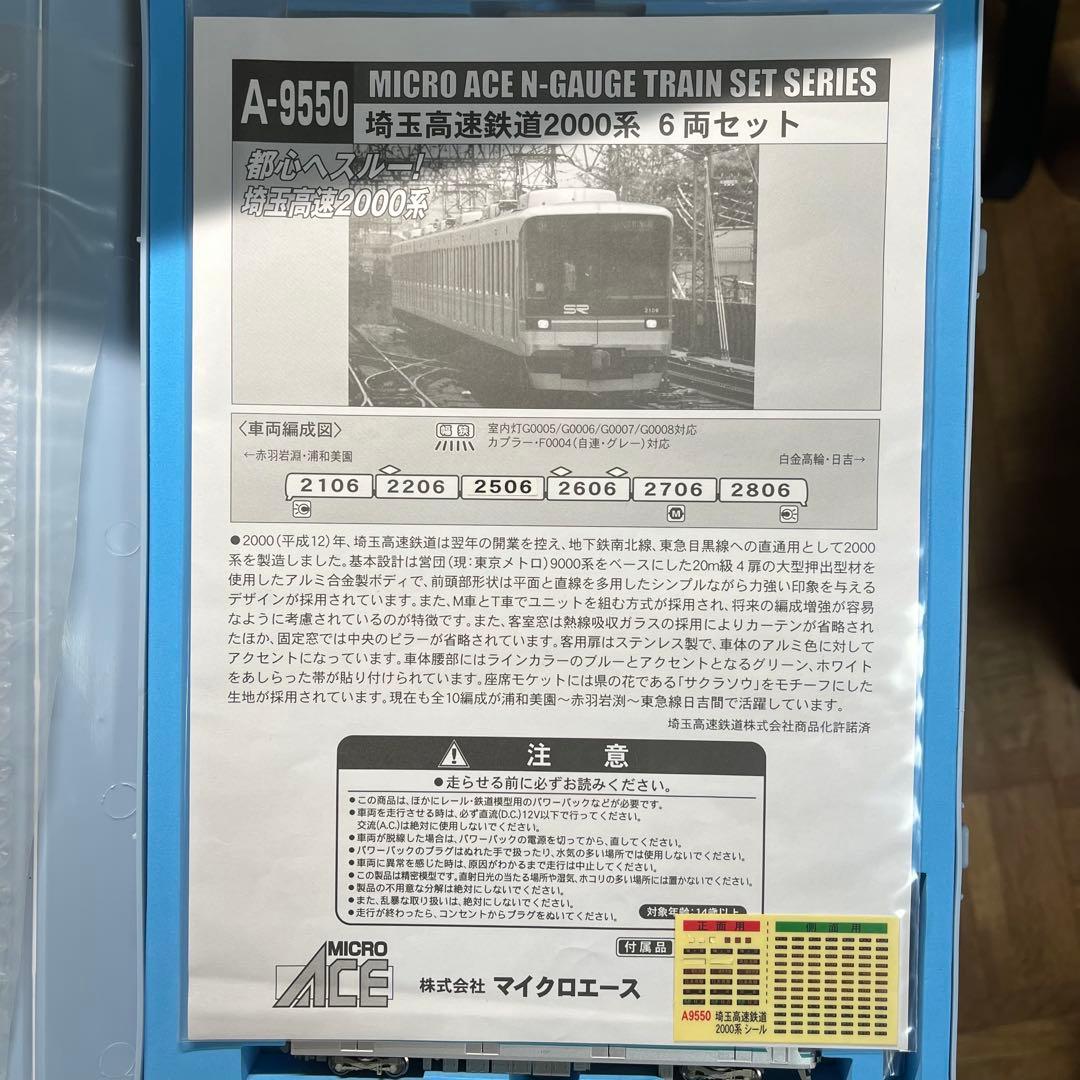 A-9550
MICRO ACE N-GAUGE TRAIN SET SERIES
埼玉高速鉄道2000系 6両セット
都心へスルー!
埼玉高速2000系
SR
2106
〈車両編成図〉
室内灯G0005/G0006/G0007/G0008対応
カプラー・F0004(自連・グレー)対応
←赤羽岩淵・浦和美園
白金高輪・日吉→
2106 2206 2506 2606 2706 2806
C M C
●2000(平成12)年、埼玉高速鉄道は翌年の開業を控え、地下鉄南北線、東急目黒線への直通用として2000
系を製造しました。基本設計は営団(現:東京メトロ)9000系をベースにした20m級4扉の大型押出型材を
使用したアルミ合金製ボディで、前頭部形状は平面と直線を多用したシンプルながら力強い印象を与える
デザインが採用されています。また、M車とT車でユニットを組む方式が採用され、将来の編成増強が容易
なように考慮されているのが特徴です。また、客室窓は熱線吸収ガラスの採用によりカーテンが省略され
たほか、固定窓では中央のピラーが省略されています。客用扉はステンレス製で、車体のアルミ色に対して
アクセントになっています。車体腰部にはラインカラーのブルーとアクセントとなるグリーン、ホワイト
をあしらった帯が貼り付けられています。座席モケットには県の花である「サクラソウ」をモチーフにした
生地が採用されています。現在も全10編成が浦和美園～赤羽岩渕～東急線日吉間で活躍しています。
埼玉高速鉄道株式会社商品化許諾済
注意
●走らせる前に必ずお読みください。
●この商品は、ほかにレール・鉄道模型用のパワーパックなどが必要です。
●車両を走行させる時は、必ず直流(D.C.)12V以下で行ってください。
交流(A.C.)は絶対に使用しないでください。
●車両が脱線した場合は、パワーパックの電源を切ってから、直してください。
●パワーパックのプラグはぬれた手で扱ったり、水気の多い場所では使用しないでください。
●車両に異常を感じた時は、原因がわかるまで走行は中止してください。
●この製品は精密模型です。直射日光の当たる場所や湿気、ホコリの多い場所には置かないでください。
●製品の不用意な分解は絶対にしないでください。
●また、乱暴な取り扱いは、絶対にしないでください。
●走行が終わったら、コンセントからプラグをぬいてください。
対象年齢:14歳以上
MICRO
ACE
株式会社 マイクロエース
付属品
正面用
側面用
A9550 埼玉高速鉄道
2000系 シール